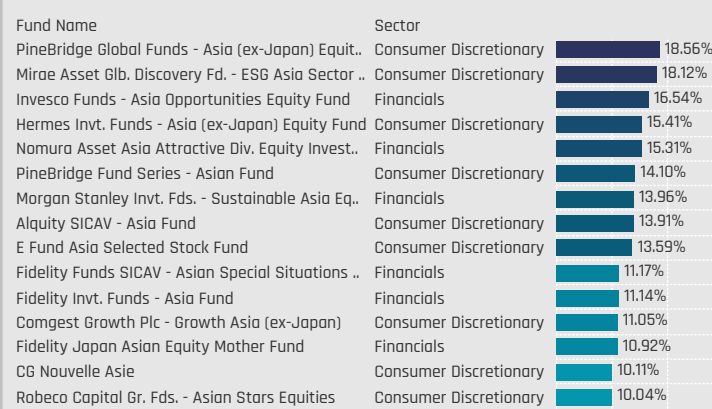 Fund Name Sector
PineBridge Global Funds - Asia (ex-Japan) Equit.. Consumer Discretionary 18.56%
Mirae Asset Glb. Discovery Fd. - ESG Asia Sector .. Consumer Discretionary 18.12%
Invesco Funds - Asia Opportunities Equity Fund Financials 16.54%
Hermes Invt. Funds - Asia (ex-Japan) Equity Fund Consumer Discretionary 15.41%
Nomura Asset Asia Attractive Div. Equity Invest.. Financials 15.31%
PineBridge Fund Series - Asian Fund Consumer Discretionary 14.10%
Morgan Stanley Invt. Fds. - Sustainable Asia Eq.. Financials 13.96%
Alquity SICAV - Asia Fund Consumer Discretionary 13.91%
E Fund Asia Selected Stock Fund Consumer Discretionary 13.59%
Fidelity Funds SICAV - Asian Special Situations .. Financials 11.17%
Fidelity Invt. Funds - Asia Fund Financials 11.14%
Comgest Growth Plc - Growth Asia (ex-Japan) Consumer Discretionary 11.05%
Fidelity Japan Asian Equity Mother Fund Financials 10.92%
CG Nouvelle Asie Consumer Discretionary 10.11%
Robeco Capital Gr. Fds. - Asian Stars Equities Consumer Discretionary 10.04%